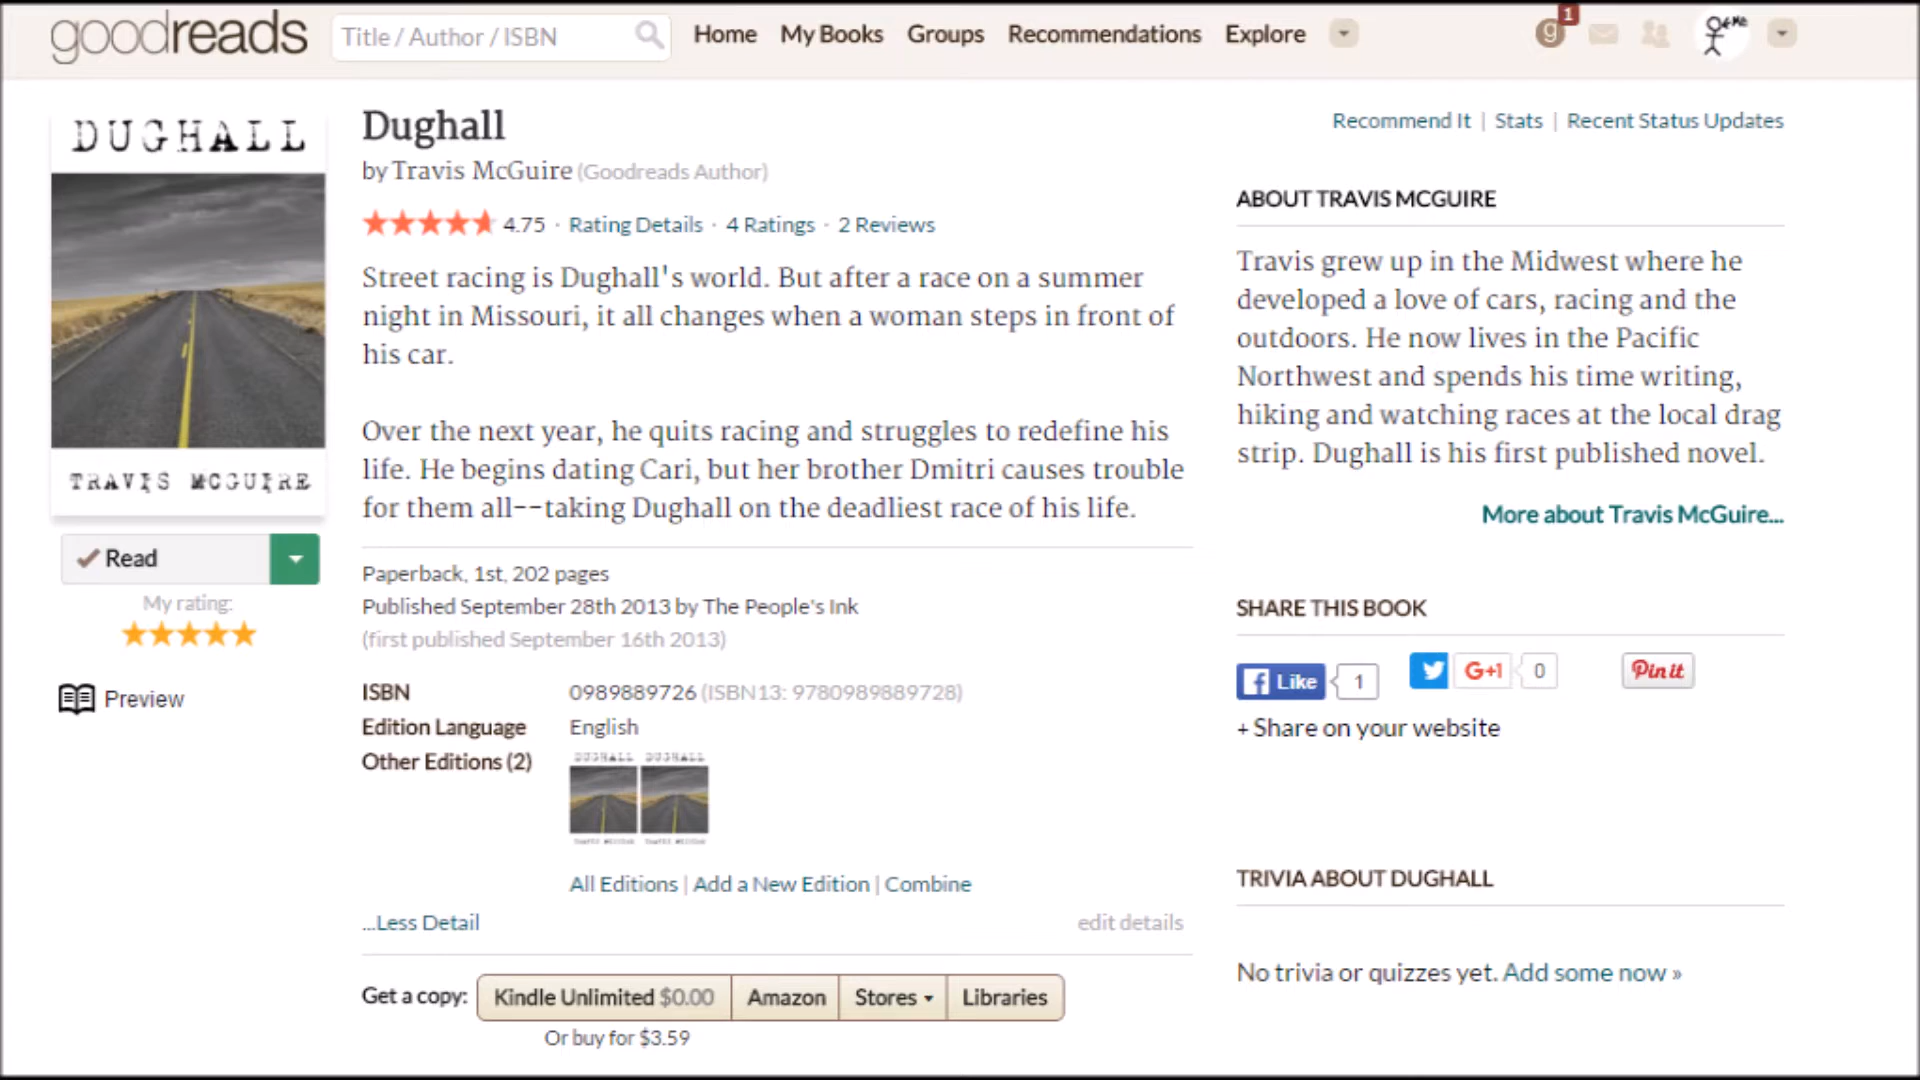 goodreads
Title / Author / ISBN
Home
My Books
Groups
Recommendations
Explore
g
1
DUGHALL
TRAVIS MCGUIRE
Read
My rating:
Preview
Dughall
by Travis McGuire (Goodreads Author)
4.75 · Rating Details · 4 Ratings · 2 Reviews
Street racing is Dughall's world. But after a race on a summer
night in Missouri, it all changes when a woman steps in front of
his car.
Over the next year, he quits racing and struggles to redefine his
life. He begins dating Cari, but her brother Dmitri causes trouble
for them all--taking Dughall on the deadliest race of his life.
Paperback, 1st, 202 pages
Published September 28th 2013 by The People's Ink
(first published September 16th 2013)
ISBN 0989889726 (ISBN13: 9780989889728)
Edition Language English
Other Editions (2)
DUGHALL DUGHALL
TRAVIS MCGUIRE TRAVIS MCGUIRE
All Editions | Add a New Edition | Combine
...Less Detail
edit details
Get a copy:
Kindle Unlimited $0.00
Amazon
Stores
Libraries
Or buy for $3.59
Recommend It | Stats | Recent Status Updates
ABOUT TRAVIS MCGUIRE
Travis grew up in the Midwest where he
developed a love of cars, racing and the
outdoors. He now lives in the Pacific
Northwest and spends his time writing,
hiking and watching races at the local drag
strip. Dughall is his first published novel.
More about Travis McGuire...
SHARE THIS BOOK
f Like 1
G+1 0
Pin it
+ Share on your website
TRIVIA ABOUT DUGHALL
No trivia or quizzes yet. Add some now »